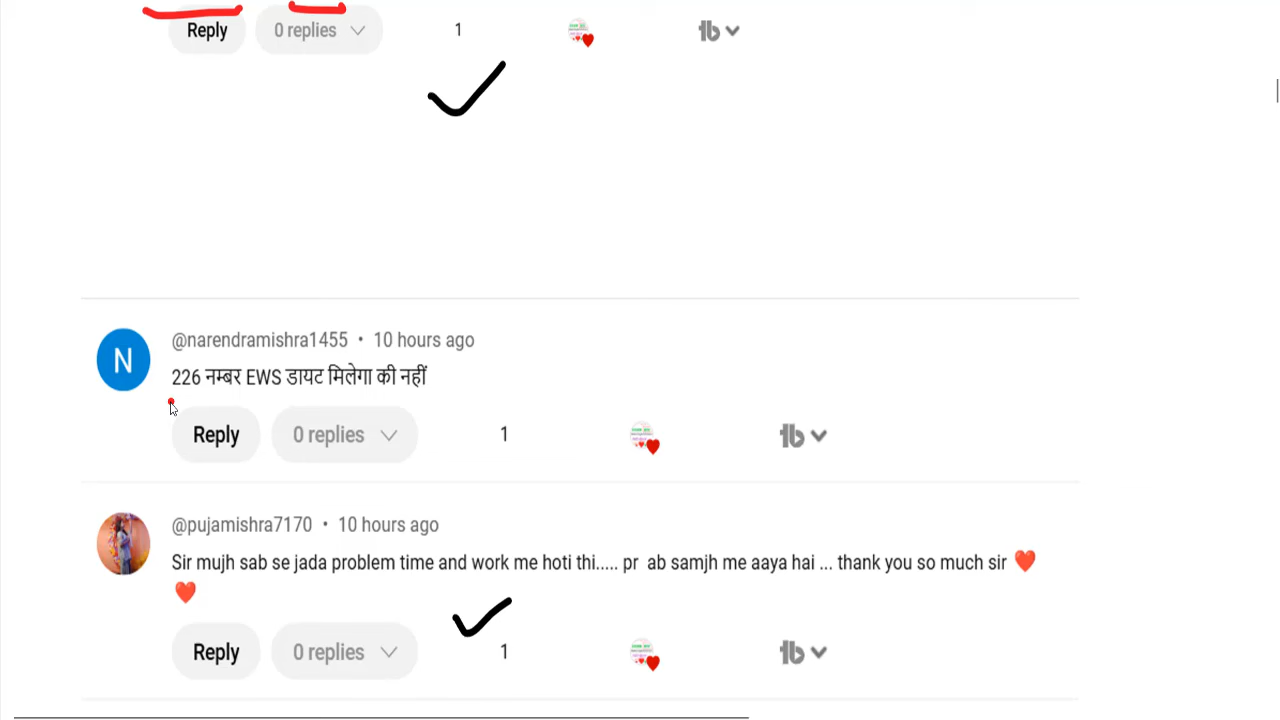 Reply 0 replies 1
N
@narendramishra1455 • 10 hours ago
226 नम्बर EWS डायट मिलेगा की नहीं
Reply 0 replies 1
@pujamishra7170 • 10 hours ago
Sir mujh sab se jada problem time and work me hoti thi..... pr ab samjh me aaya hai ... thank you so much sir ❤️
❤️
Reply 0 replies 1